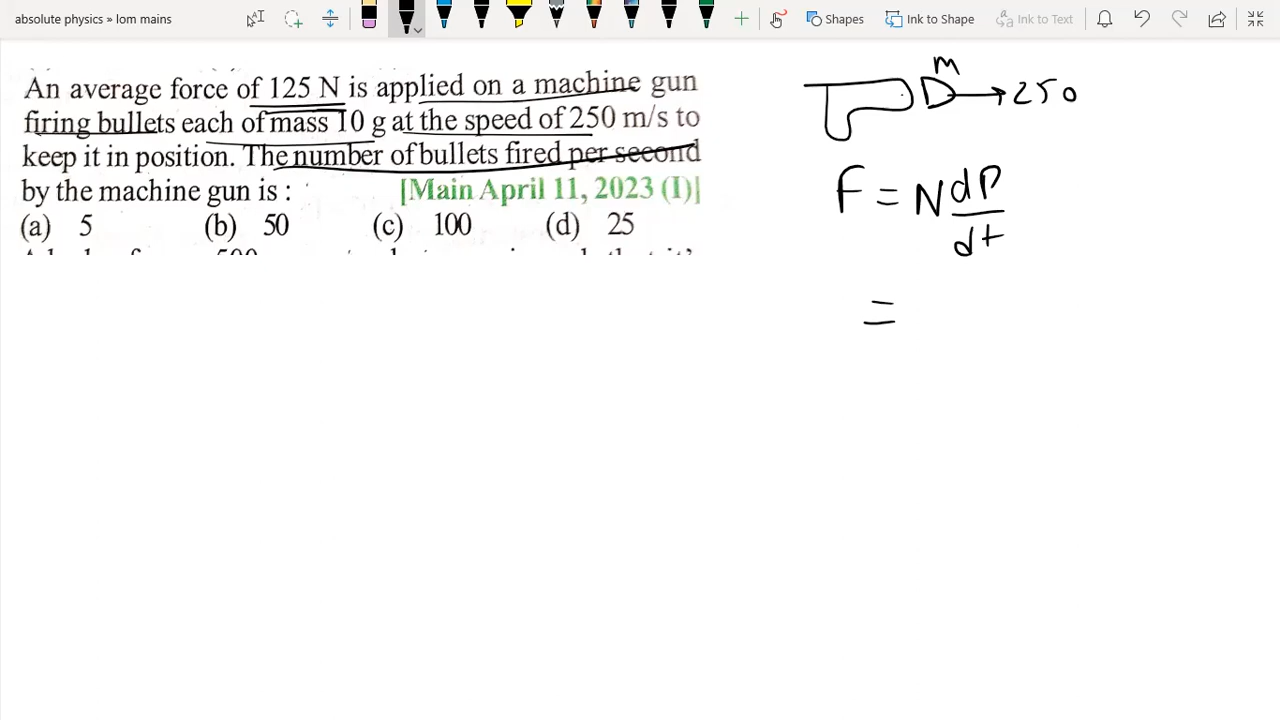 absolute physics » lom mains
Shapes
Ink to Shape
Ink to Text
An average force of 125 N is applied on a machine gun
firing bullets each of mass 10 g at the speed of 250 m/s to
keep it in position. The number of bullets fired per second
by the machine gun is :
[Main April 11, 2023 (I)]
(a) 5 (b) 50 (c) 100 (d) 25
m
250
F = N dP
dt
=